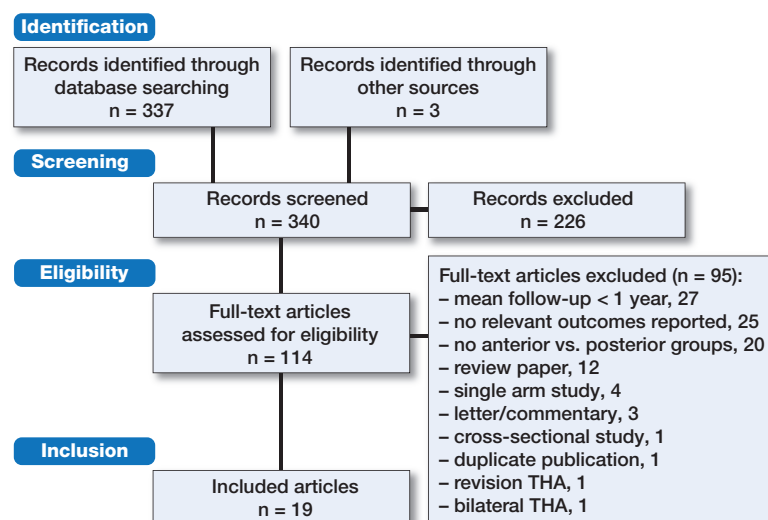 Identification
Records identified through
database searching
n = 337
Records identified through
other sources
n = 3
Screening
Records screened
n = 340
Records excluded
n = 226
Eligibility
Full-text articles
assessed for eligibility
n = 114
Full-text articles excluded (n = 95):
– mean follow-up < 1 year, 27
– no relevant outcomes reported, 25
– no anterior vs. posterior groups, 20
– review paper, 12
– single arm study, 4
– letter/commentary, 3
– cross-sectional study, 1
– duplicate publication, 1
– revision THA, 1
– bilateral THA, 1
Inclusion
Included articles
n = 19